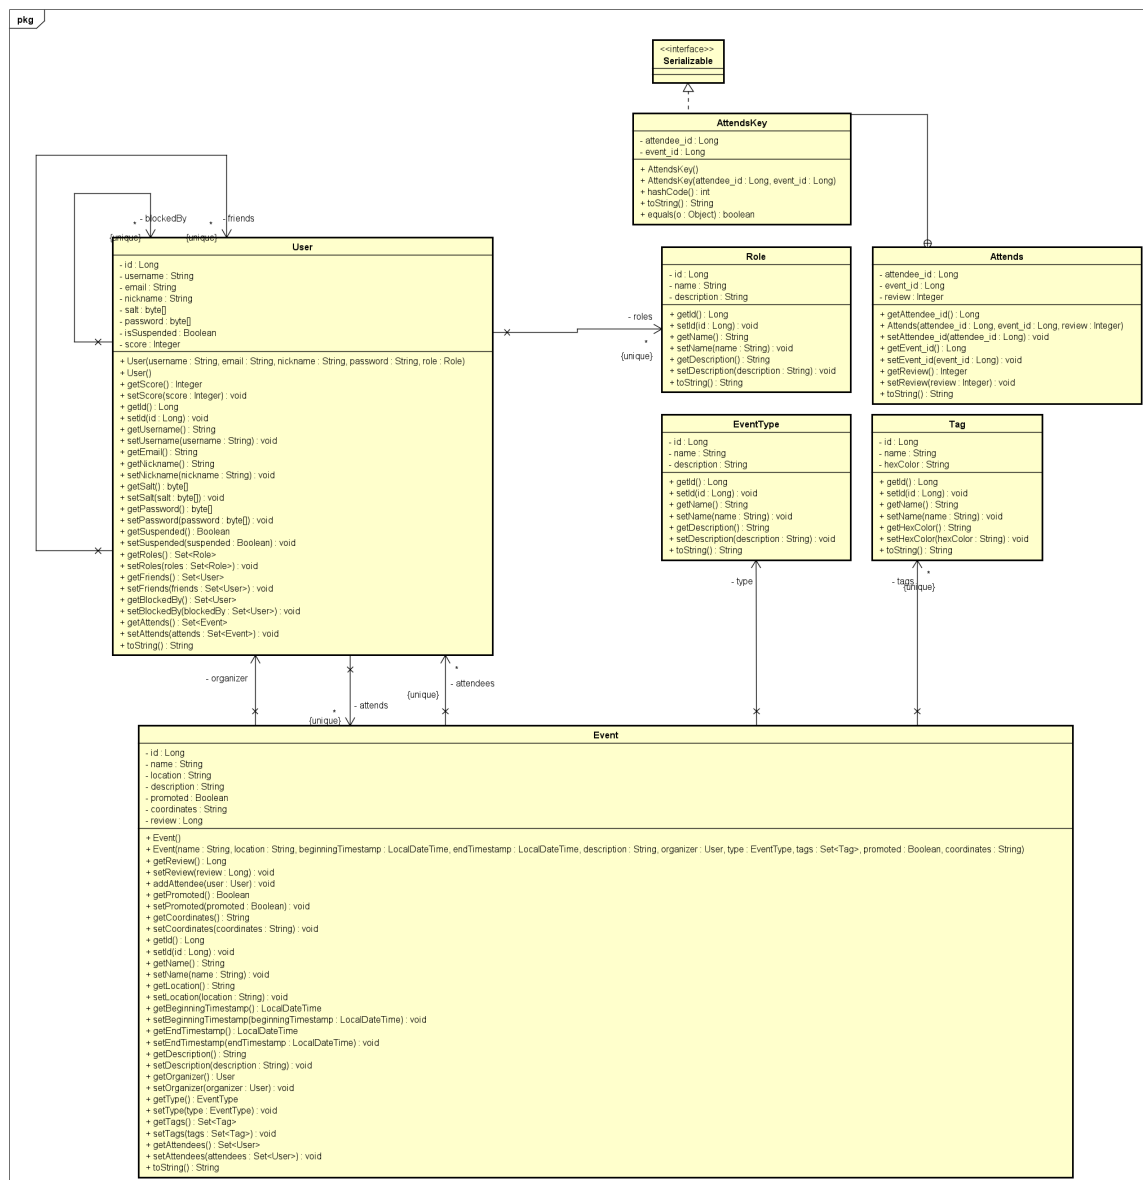 pkg
<<interface>>
Serializable
AttendsKey
- attendee_id : Long
- event_id : Long
+ AttendsKey()
+ AttendsKey(attendee_id : Long, event_id : Long)
+ hashCode() : int
+ toString() : String
+ equals(o : Object) : boolean
- blockedBy
*
{unique}
- friends
*
{unique}
User
- id : Long
- username : String
- email : String
- nickname : String
- salt : byte[]
- password : byte[]
- isSuspended : Boolean
- score : Integer
+ User(username : String, email : String, nickname : String, password : String, role : Role)
+ User()
+ getScore() : Integer
+ setScore(score : Integer) : void
+ getId() : Long
+ setId(id : Long) : void
+ getUsername() : String
+ setUsername(username : String) : void
+ getEmail() : String
+ getNickname() : String
+ setNickname(nickname : String) : void
+ getSalt() : byte[]
+ setSalt(salt : byte[]) : void
+ getPassword() : byte[]
+ setPassword(password : byte[]) : void
+ getSuspended() : Boolean
+ setSuspended(suspended : Boolean) : void
+ getRoles() : Set<Role>
+ setRoles(roles : Set<Role>) : void
+ getFriends() : Set<User>
+ setFriends(friends : Set<User>) : void
+ getBlockedBy() : Set<User>
+ setBlockedBy(blockedBy : Set<User>) : void
+ getAttends() : Set<Event>
+ setAttends(attends : Set<Event>) : void
+ toString() : String
- roles
*
{unique}
Role
- id : Long
- name : String
- description : String
+ getId() : Long
+ setId(id : Long) : void
+ getName() : String
+ setName(name : String) : void
+ getDescription() : String
+ setDescription(description : String) : void
+ toString() : String
Attends
- attendee_id : Long
- event_id : Long
- review : Integer
+ getAttendee_id() : Long
+ Attends(attendee_id : Long, event_id : Long, review : Integer)
+ setAttendee_id(attendee_id : Long) : void
+ getEvent_id() : Long
+ setEvent_id(event_id : Long) : void
+ getReview() : Integer
+ setReview(review : Integer) : void
+ toString() : String
EventType
- id : Long
- name : String
- description : String
+ getId() : Long
+ setId(id : Long) : void
+ getName() : String
+ setName(name : String) : void
+ getDescription() : String
+ setDescription(description : String) : void
+ toString() : String
Tag
- id : Long
- name : String
- hexColor : String
+ getId() : Long
+ setId(id : Long) : void
+ getName() : String
+ setName(name : String) : void
+ getHexColor() : String
+ setHexColor(hexColor : String) : void
+ toString() : String
- type
- tags
*
{unique}
- organizer
- attends
*
{unique}
*
- attendees
{unique}
Event
- id : Long
- name : String
- location : String
- description : String
- promoted : Boolean
- coordinates : String
- review : Long
+ Event()
+ Event(name : String, location : String, beginningTimestamp : LocalDateTime, endTimestamp : LocalDateTime, description : String, organizer : User, type : EventType, tags : Set<Tag>, promoted : Boolean, coordinates : String)
+ getReview() : Long
+ setReview(review : Long) : void
+ addAttendee(user : User) : void
+ getPromoted() : Boolean
+ setPromoted(promoted : Boolean) : void
+ getCoordinates() : String
+ setCoordinates(coordinates : String) : void
+ getId() : Long
+ setId(id : Long) : void
+ getName() : String
+ setName(name : String) : void
+ getLocation() : String
+ setLocation(location : String) : void
+ getBeginningTimestamp() : LocalDateTime
+ setBeginningTimestamp(beginningTimestamp : LocalDateTime) : void
+ getEndTimestamp() : LocalDateTime
+ setEndTimestamp(endTimestamp : LocalDateTime) : void
+ getDescription() : String
+ setDescription(description : String) : void
+ getOrganizer() : User
+ setOrganizer(organizer : User) : void
+ getType() : EventType
+ setType(type : EventType) : void
+ getTags() : Set<Tag>
+ setTags(tags : Set<Tag>) : void
+ getAttendees() : Set<User>
+ setAttendees(attendees : Set<User>) : void
+ toString() : String